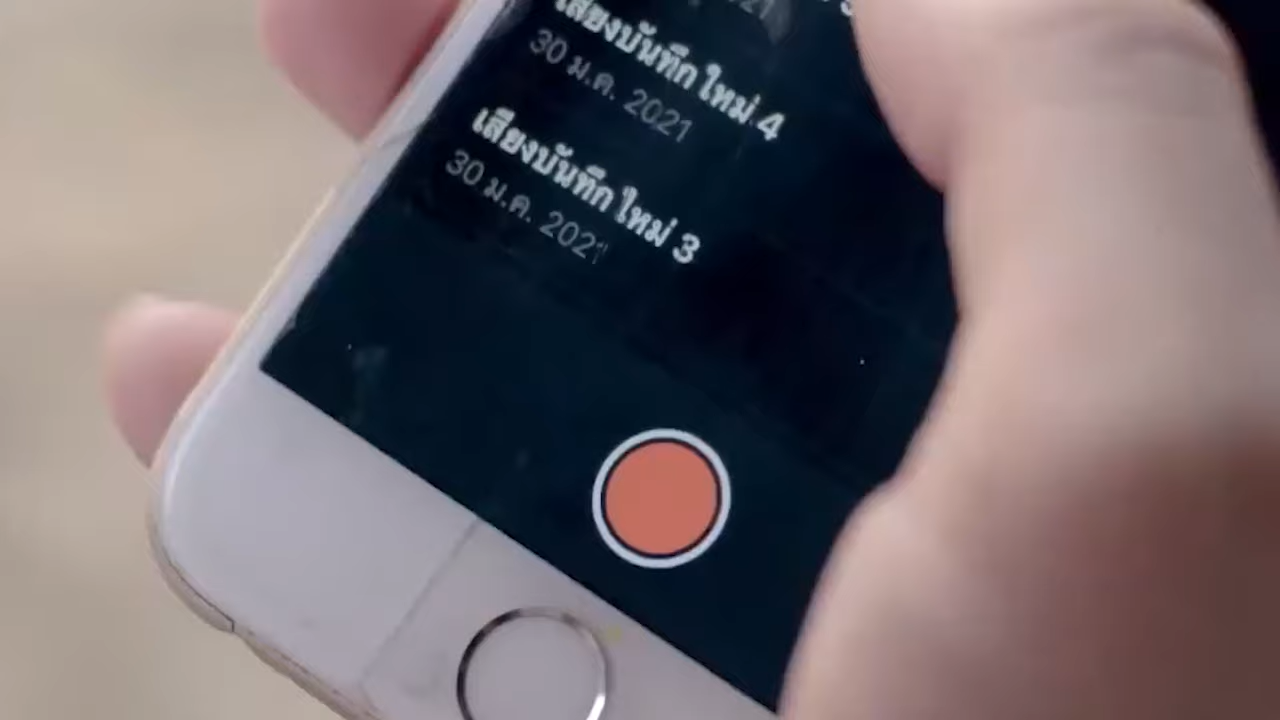 เสียงบันทึกใหม่ 4
30 ม.ค. 2021
เสียงบันทึกใหม่ 3
30 ม.ค. 2021